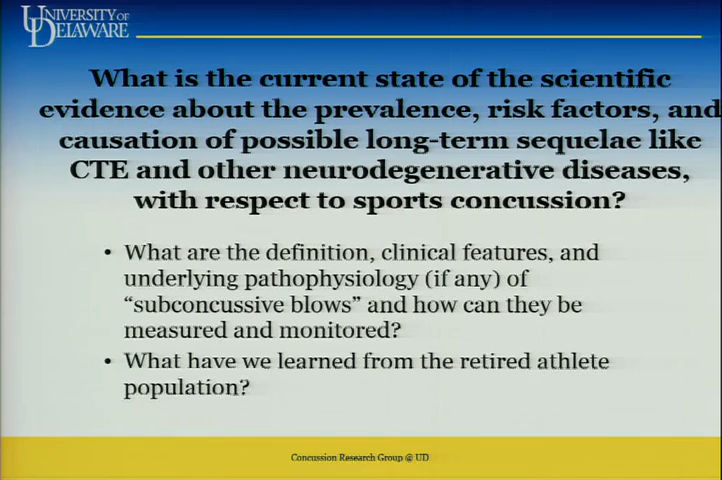 UNIVERSITY OF
DELAWARE
What is the current state of the scientific
evidence about the prevalence, risk factors, and
causation of possible long-term sequelae like
CTE and other neurodegenerative diseases,
with respect to sports concussion?
• What are the definition, clinical features, and
underlying pathophysiology (if any) of
“subconcussive blows” and how can they be
measured and monitored?
• What have we learned from the retired athlete
population?
Concussion Research Group @ UD